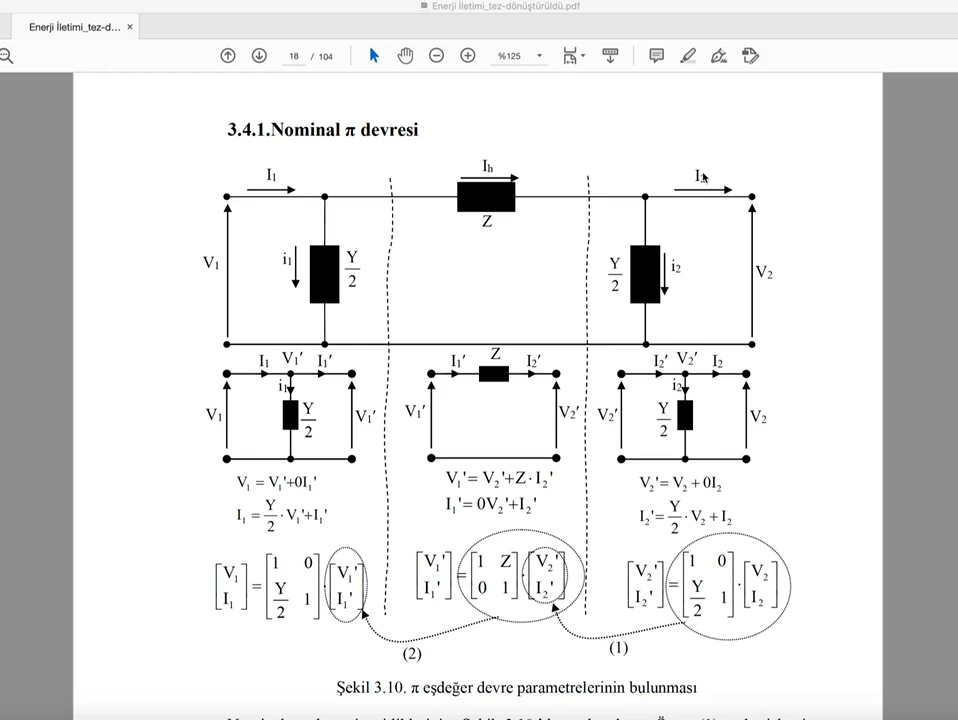 Enerji İletimi_tez-dönüştürüldü.pdf
Enerji İletimi_tez-d... ×
18 / 104 %125
3.4.1.Nominal π devresi
I₁ Iₕ I₂
Z
V₁ i₁ Y/2 Y/2 i₂ V₂
I₁ V₁′ I₁′ I₁′ Z I₂′ I₂′ V₂′ I₂
i₁ i₂
V₁ Y/2 V₁′ V₁′ V₂′ V₂′ Y/2 V₂
V₁ = V₁'+0I₁' V₁'= V₂'+Z·I₂' V₂'= V₂ + 0I₂
I₁ = Y/2 · V₁'+I₁' I₁'= 0V₂'+I₂' I₂'= Y/2 · V₂ + I₂
[V₁ I₁] = [1 0 Y/2 1] · [V₁' I₁'] [V₁' I₁'] = [1 Z 0 1] · [V₂' I₂'] [V₂' I₂'] = [1 0 Y/2 1] · [V₂ I₂]
(2) (1)
Şekil 3.10. π eşdeğer devre parametrelerinin bulunması